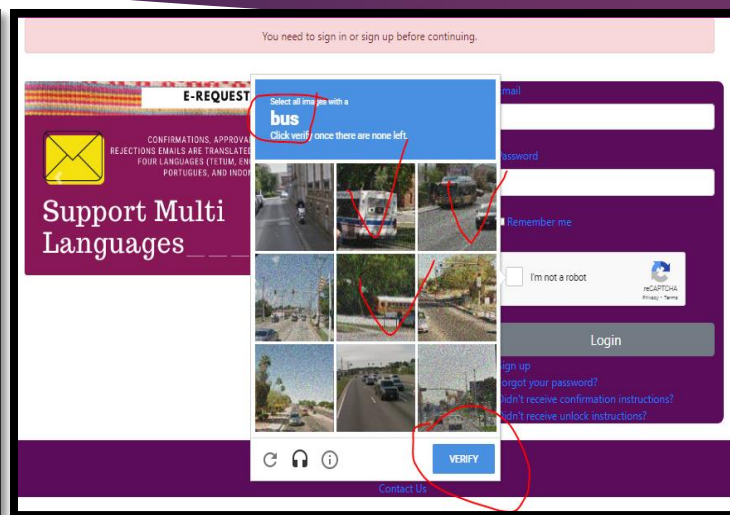 You need to sign in or sign up before continuing.
E-REQUEST
CONFIRMATIONS, APPROVA
REJECTIONS EMAILS ARE TRANSLATED
FOUR LANGUAGES (TETUM, EN
PORTUGUES, AND INDO
Support Multi
Languages
Select all images with a
bus
Click verify once there are none left.
VERIFY
mail
Password
Remember me
I'm not a robot
reCAPTCHA
Privacy - Terms
Login
ign up
orgot your password?
idn't receive confirmation instructions?
idn't receive unlock instructions?
Contact Us